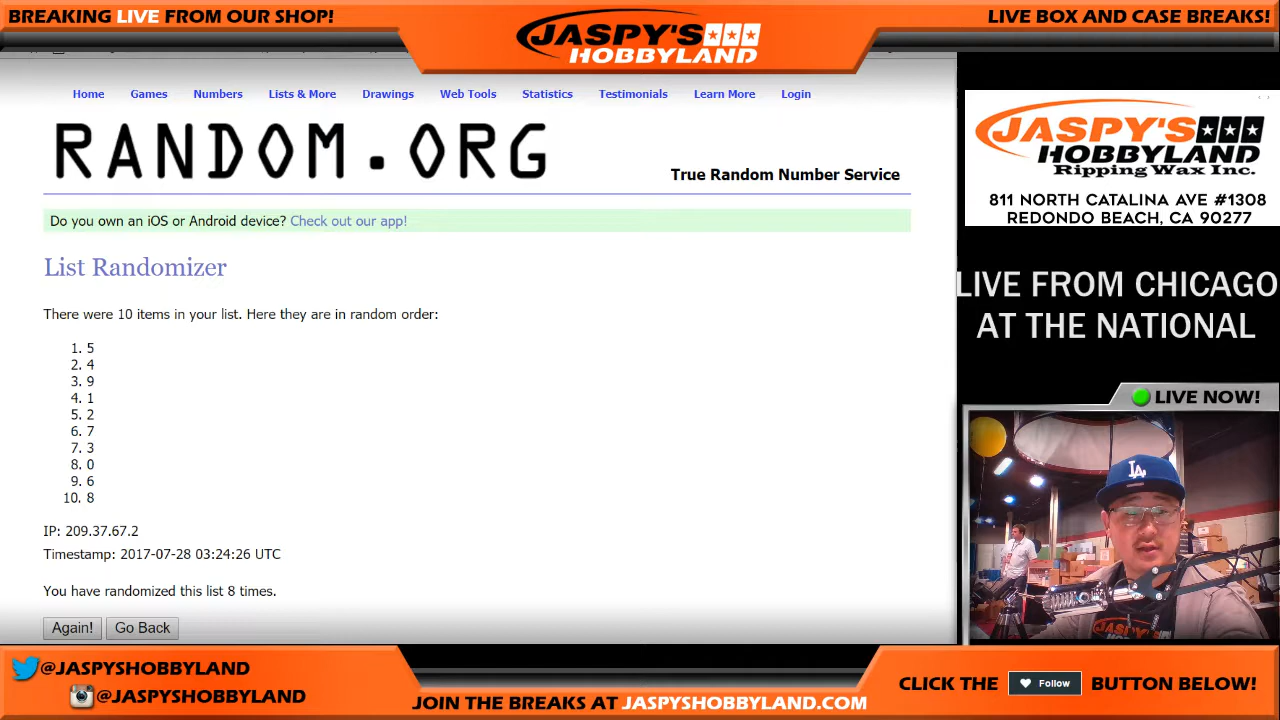 BREAKING LIVE FROM OUR SHOP!
JASPY'S
HOBBYLAND
LIVE BOX AND CASE BREAKS!
Home Games Numbers Lists & More Drawings Web Tools Statistics Testimonials Learn More Login
RANDOM.ORG
True Random Number Service
Do you own an iOS or Android device? Check out our app!
List Randomizer
There were 10 items in your list. Here they are in random order:
1. 5
2. 4
3. 9
4. 1
5. 2
6. 7
7. 3
8. 0
9. 6
10. 8
IP: 209.37.67.2
Timestamp: 2017-07-28 03:24:26 UTC
You have randomized this list 8 times.
Again! Go Back
JASPY'S
HOBBYLAND
Ripping Wax Inc.
811 NORTH CATALINA AVE #1308
REDONDO BEACH, CA 90277
LIVE FROM CHICAGO
AT THE NATIONAL
LIVE NOW!
LA
@JASPYSHOBBYLAND
@JASPYSHOBBYLAND
JOIN THE BREAKS AT JASPYSHOBBYLAND.COM
CLICK THE Follow BUTTON BELOW!